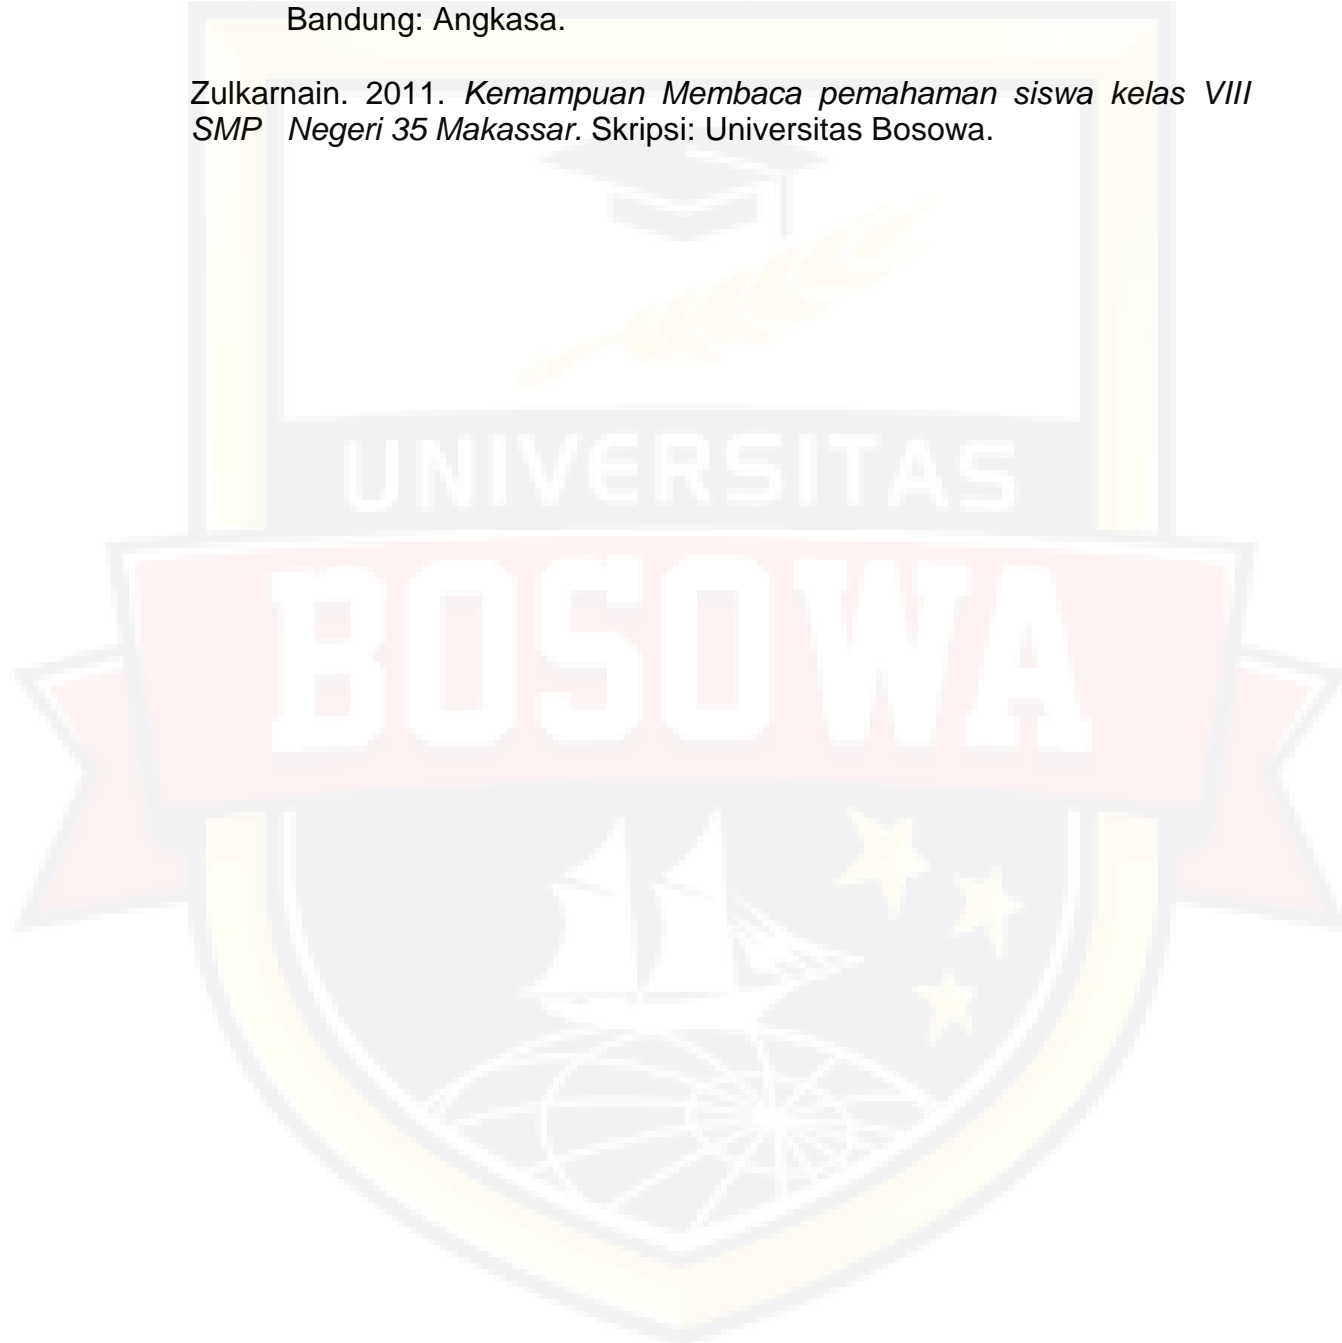 Bandung: Angkasa.
Zulkarnain. 2011. Kemampuan Membaca pemahaman siswa kelas VIII
SMP Negeri 35 Makassar. Skripsi: Universitas Bosowa.
UNIVERSITAS
BOSOWA